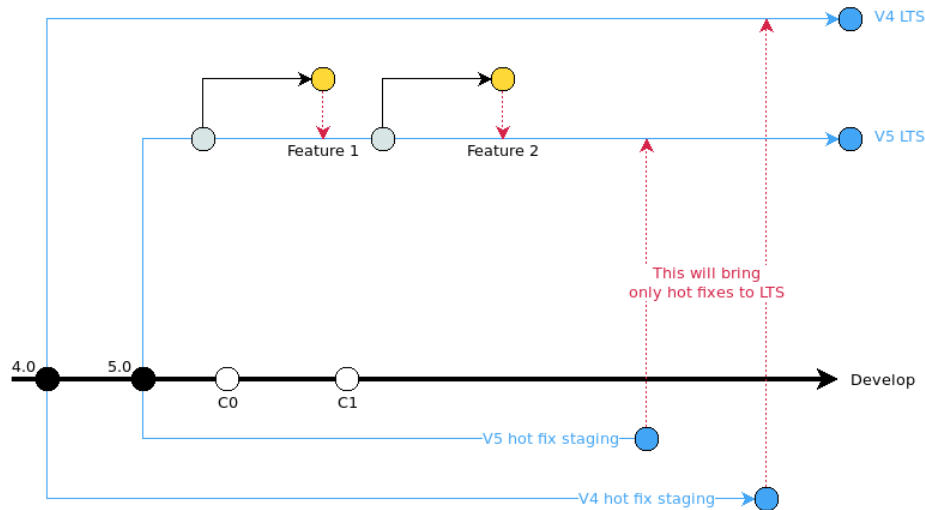 V4 LTS
V5 LTS
Feature 1
Feature 2
This will bring
only hot fixes to LTS
4.0
5.0
Develop
C0
C1
V5 hot fix staging
V4 hot fix staging